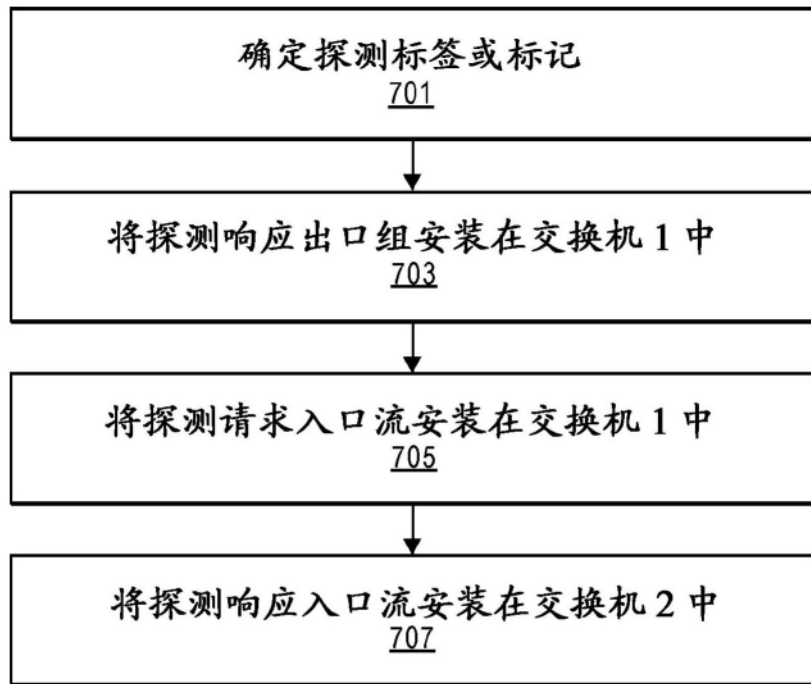 确定探测标签或标记
701
将探测响应出口组安装在交换机 1 中
703
将探测请求入口流安装在交换机 1 中
705
将探测响应入口流安装在交换机 2 中
707